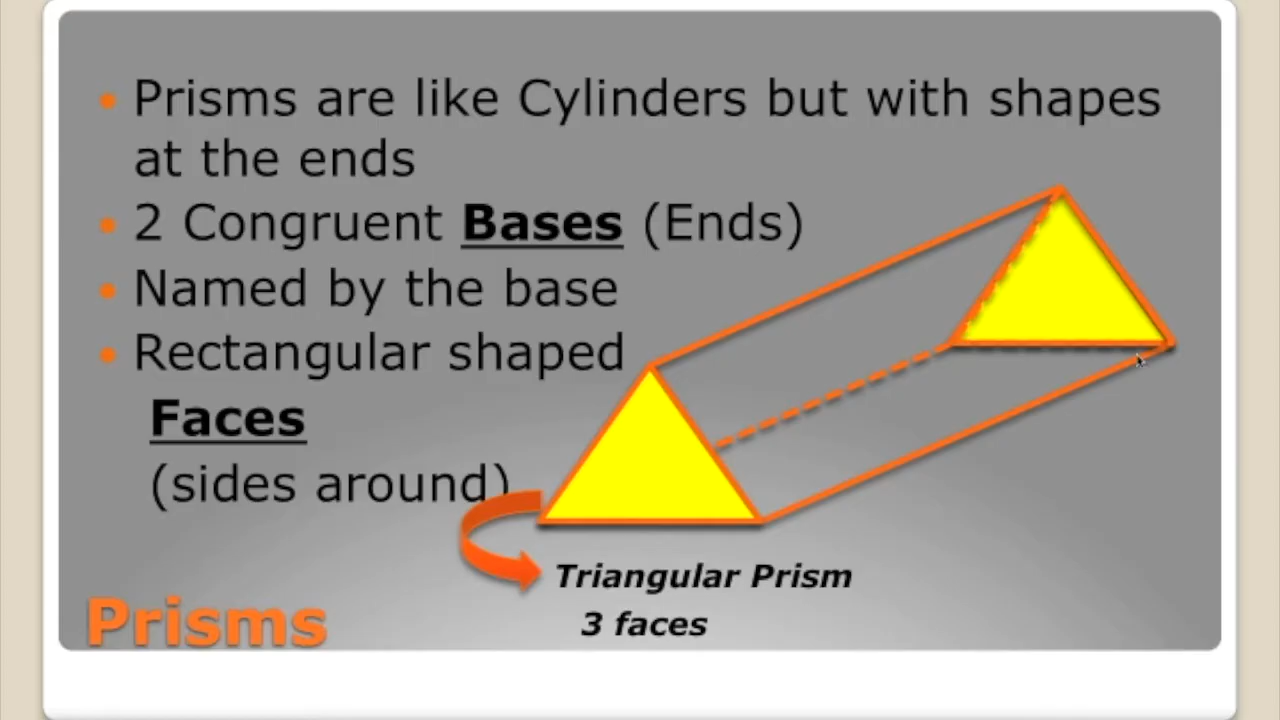 Prisms are like Cylinders but with shapes
at the ends
2 Congruent Bases (Ends)
Named by the base
Rectangular shaped
Faces
(sides around)
Triangular Prism
3 faces
Prisms